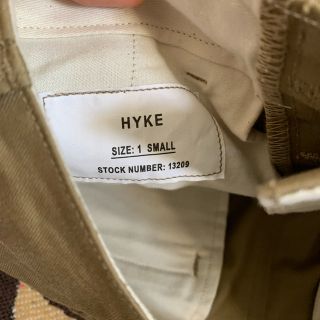 HYKE
SIZE: 1 SMALL
STOCK NUMBER: 13209